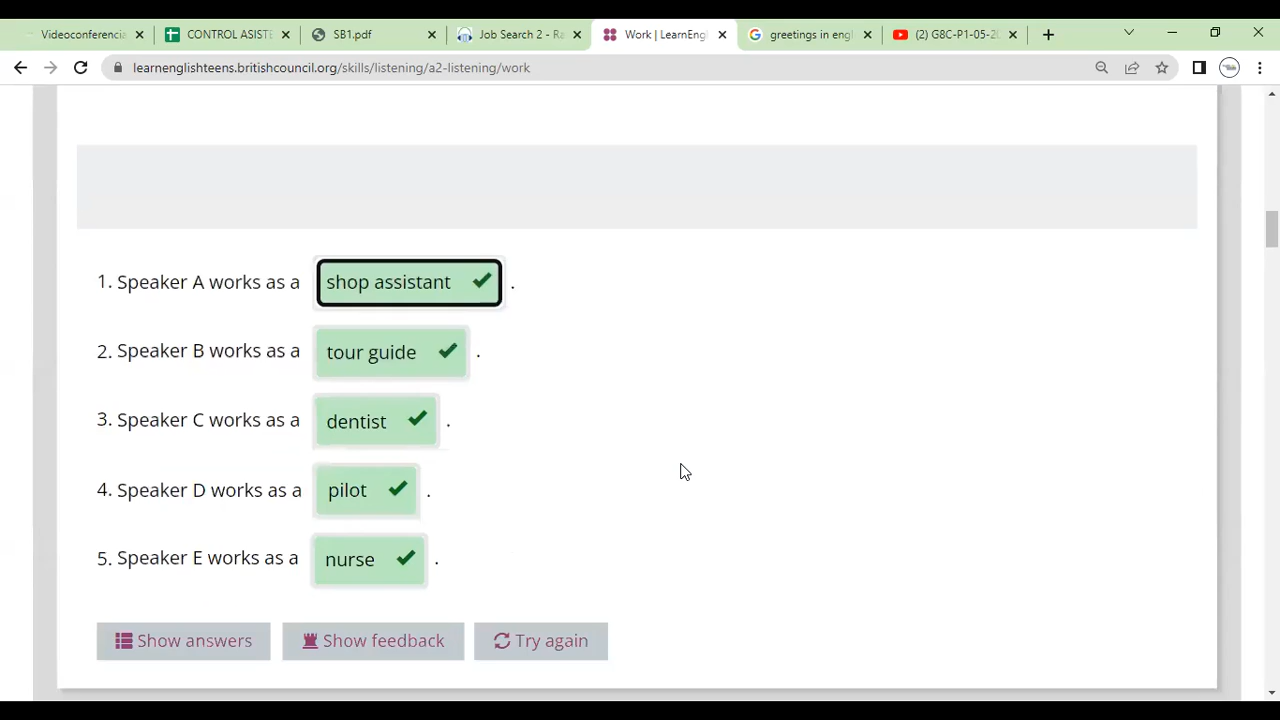 Videoconferencia
CONTROL ASISTE
SB1.pdf
Job Search 2 - Ra
Work | LearnEngl
greetings in engl
(2) G8C-P1-05-2
learnenglishteens.britishcouncil.org/skills/listening/a2-listening/work
1. Speaker A works as a shop assistant ✔ .
2. Speaker B works as a tour guide ✔ .
3. Speaker C works as a dentist ✔ .
4. Speaker D works as a pilot ✔ .
5. Speaker E works as a nurse ✔ .
Show answers
Show feedback
Try again